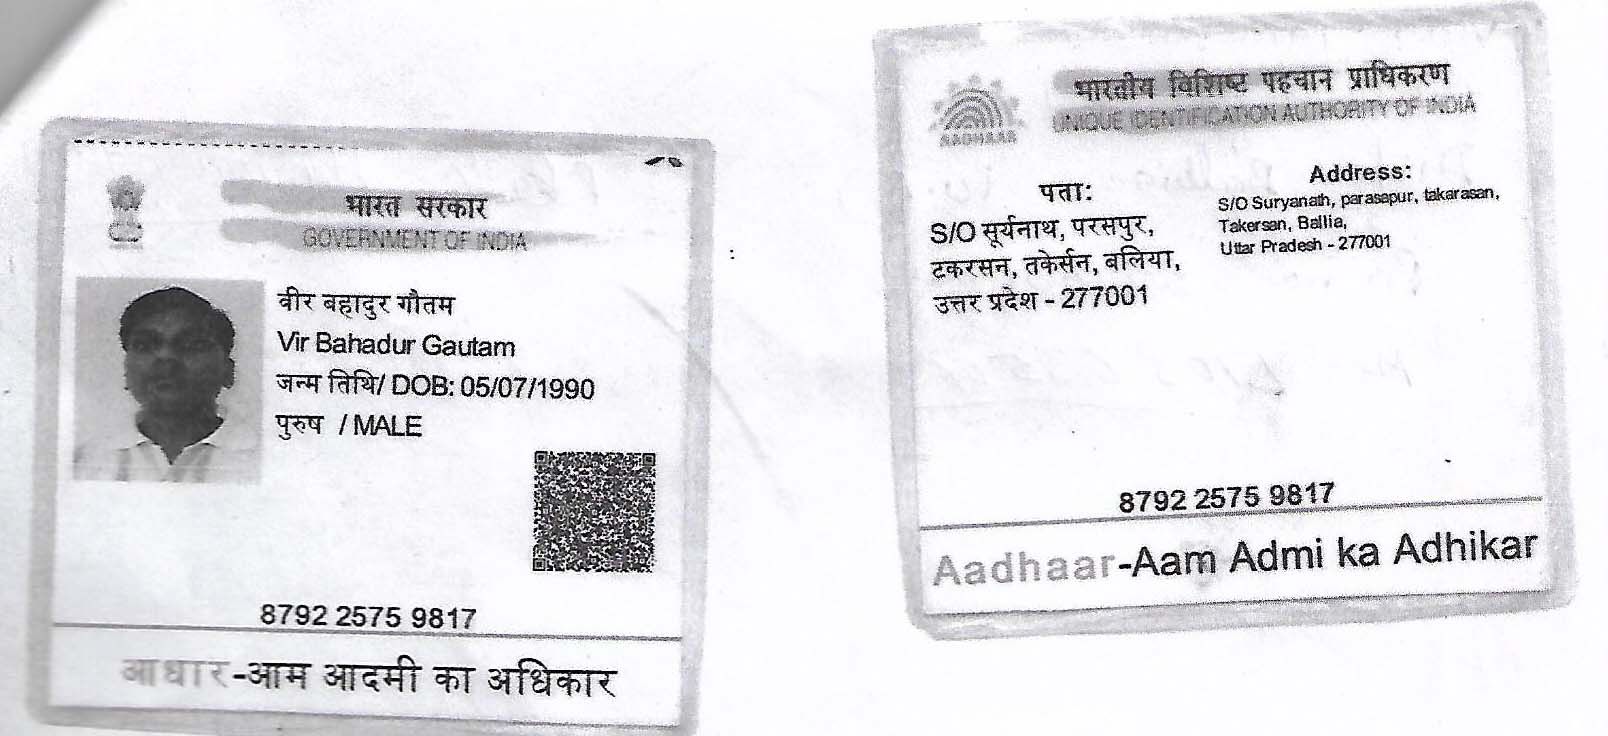 भारत सरकार
GOVERNMENT OF INDIA
वीर बहादुर गौतम
Vir Bahadur Gautam
जन्म तिथि/ DOB: 05/07/1990
पुरुष / MALE
8792 2575 9817
आधार-आम आदमी का अधिकार
भारतीय विशिष्ट पहचान प्राधिकरण
UNIQUE IDENTIFICATION AUTHORITY OF INDIA
AADHAAR
पता:
S/O सूर्यनाथ, परसपुर,
टकरसन, तकेर्सन, बलिया,
उत्तर प्रदेश - 277001
Address:
S/O Suryanath, parasapur, takarasan,
Takersan, Ballia,
Uttar Pradesh - 277001
8792 2575 9817
Aadhaar-Aam Admi ka Adhikar